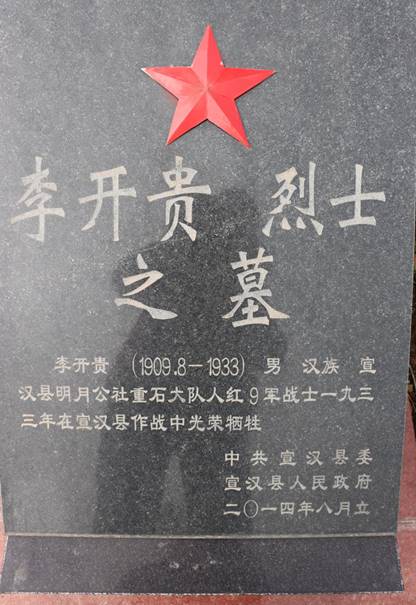 李开贵 烈士
之 墓
李开贵 (1909.8—1933) 男 汉族 宣
汉县明月公社重石大队人红9军战士一九三
三年在宣汉县作战中光荣牺牲
中共宣汉县委
宣汉县人民政府
二〇一四年八月立